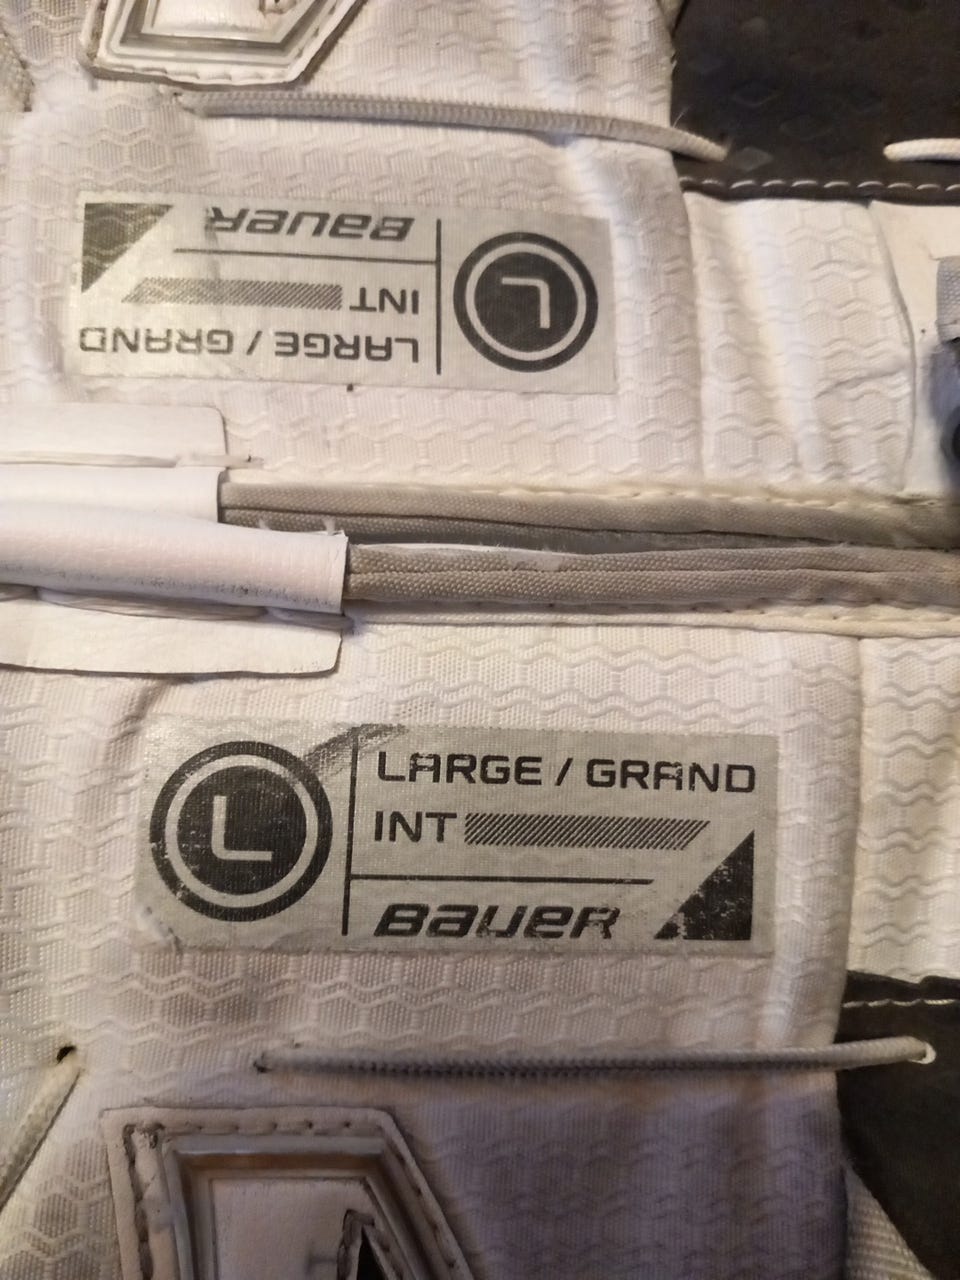 BAUER
INT
LARGE / GRAND
L
L
LARGE / GRAND
INT
BAUER